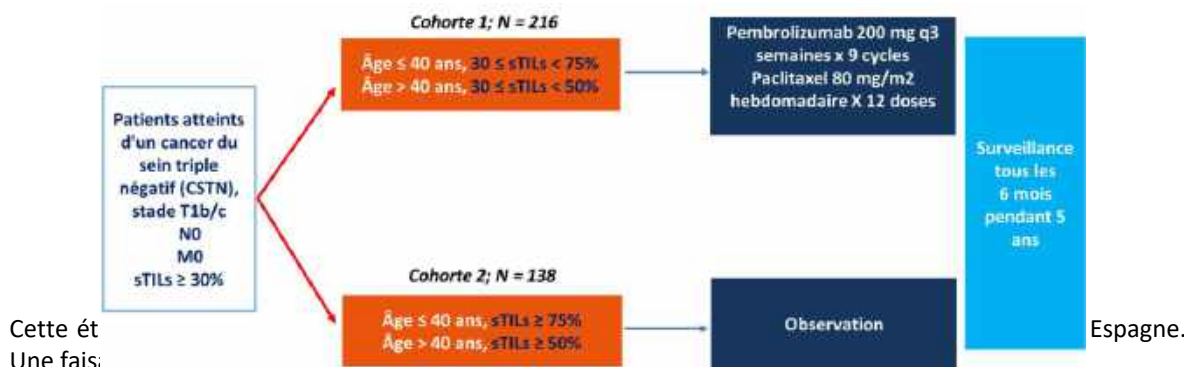 Cohorte 1; N = 216
Âge ≤ 40 ans, 30 ≤ sTILs < 75%
Âge > 40 ans, 30 ≤ sTILs < 50%
Pembrolizumab 200 mg q3
semaines x 9 cycles
Paclitaxel 80 mg/m2
hebdomadaire X 12 doses
Patients atteints
d'un cancer du
sein triple
négatif (CSTN),
stade T1b/c
N0
M0
sTILs ≥ 30%
Surveillance
tous les
6 mois
pendant 5
ans
Cohorte 2; N = 138
Âge ≤ 40 ans, sTILs ≥ 75%
Âge > 40 ans, sTILs ≥ 50%
Observation
Cette ét
Espagne.
Une